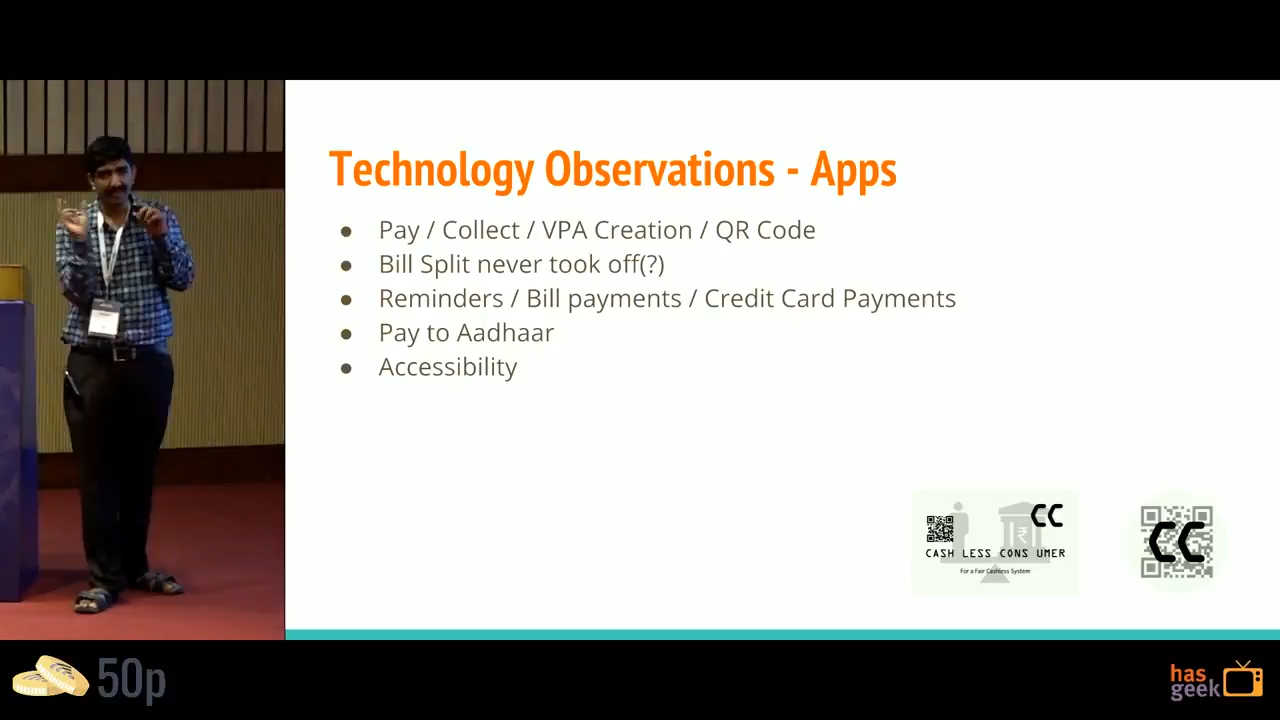 Technology Observations - Apps
● Pay / Collect / VPA Creation / QR Code
● Bill Split never took off(?)
● Reminders / Bill payments / Credit Card Payments
● Pay to Aadhaar
● Accessibility
CC
CASH LESS CONS UMER
For a Fair Cashless System
CC
50p
has
geek